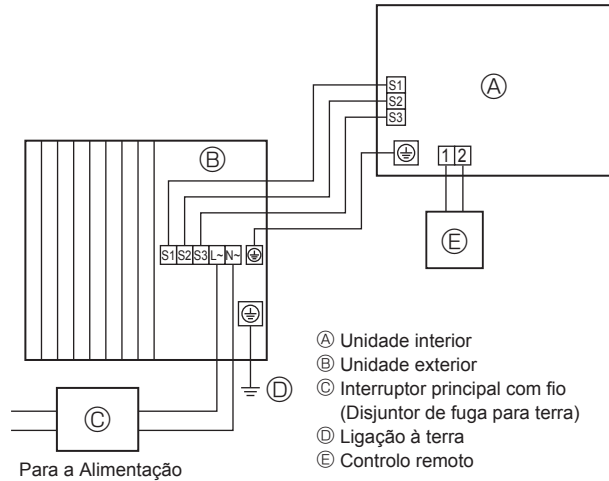 S1
S2
S3
Ⓐ
1 2
Ⓔ
Ⓑ
S1 S2 S3 L~ N~
Ⓓ
Ⓒ
Para a Alimentação
Ⓐ Unidade interior
Ⓑ Unidade exterior
Ⓒ Interruptor principal com fio
(Disjuntor de fuga para terra)
Ⓓ Ligação à terra
Ⓔ Controlo remoto